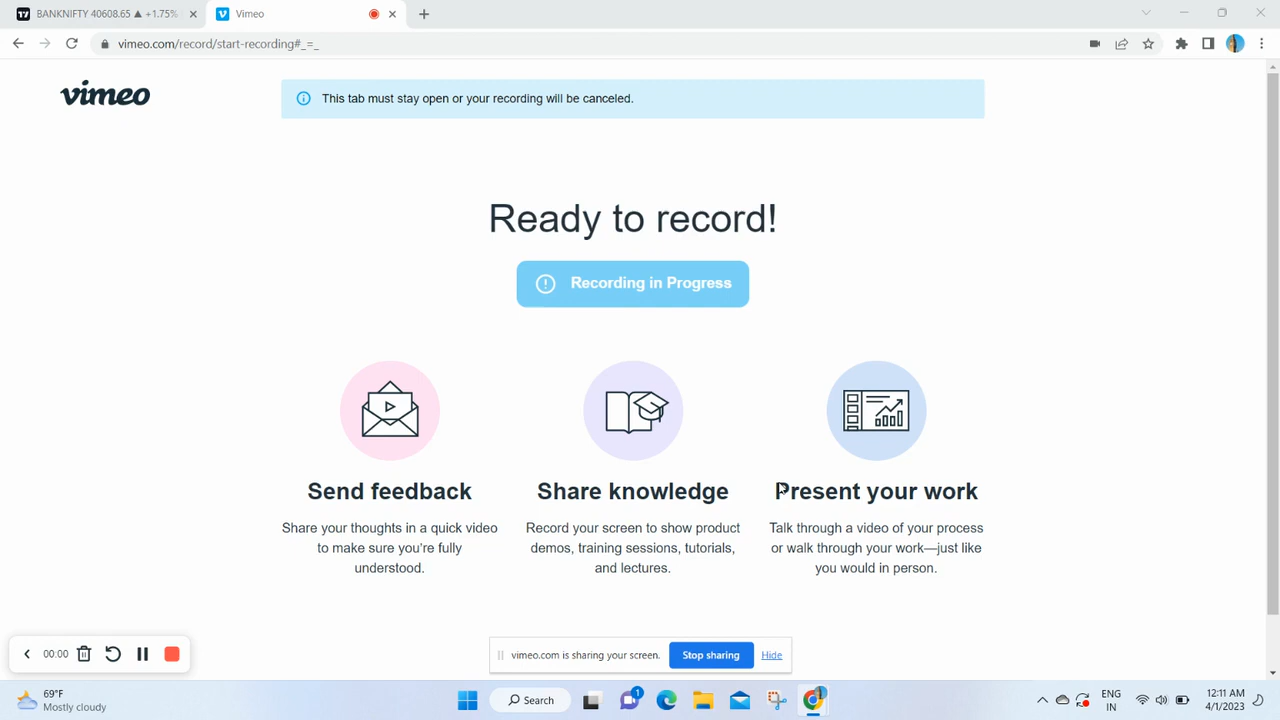 BANKNIFTY 40608.65 ▲ +1.75%
Vimeo
vimeo.com/record/start-recording#_=_
vimeo
This tab must stay open or your recording will be canceled.
Ready to record!
Recording in Progress
Send feedback
Share your thoughts in a quick video
to make sure you're fully
understood.
Share knowledge
Record your screen to show product
demos, training sessions, tutorials,
and lectures.
Present your work
Talk through a video of your process
or walk through your work—just like
you would in person.
00:00
vimeo.com is sharing your screen.
Stop sharing
Hide
69°F
Mostly cloudy
Search
1
ENG
IN
12:11 AM
4/1/2023